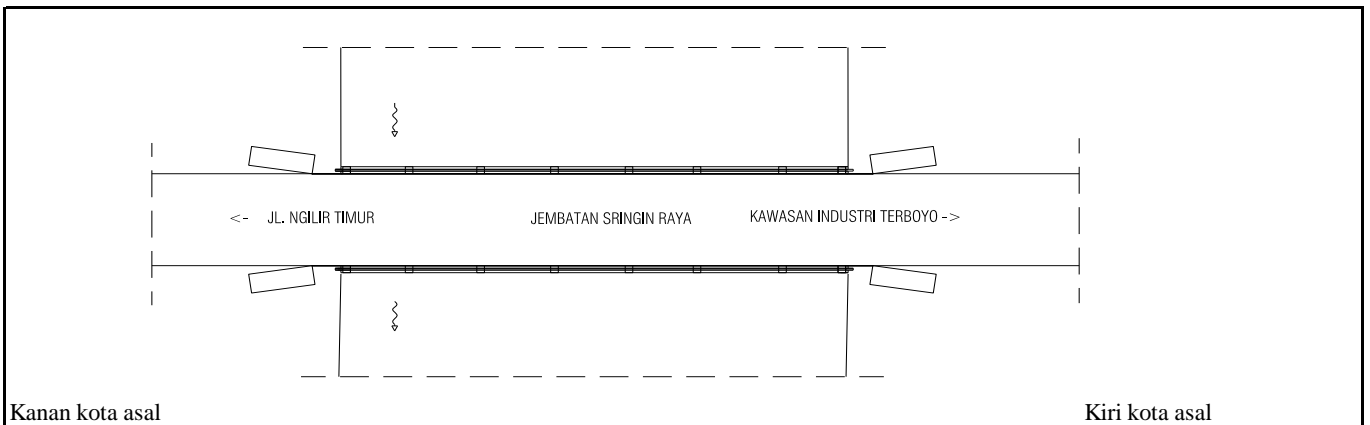 <- JL. NGILIR TIMUR JEMBATAN SRINGIN RAYA KAWASAN INDUSTRI TERBOYO ->
Kanan kota asal Kiri kota asal